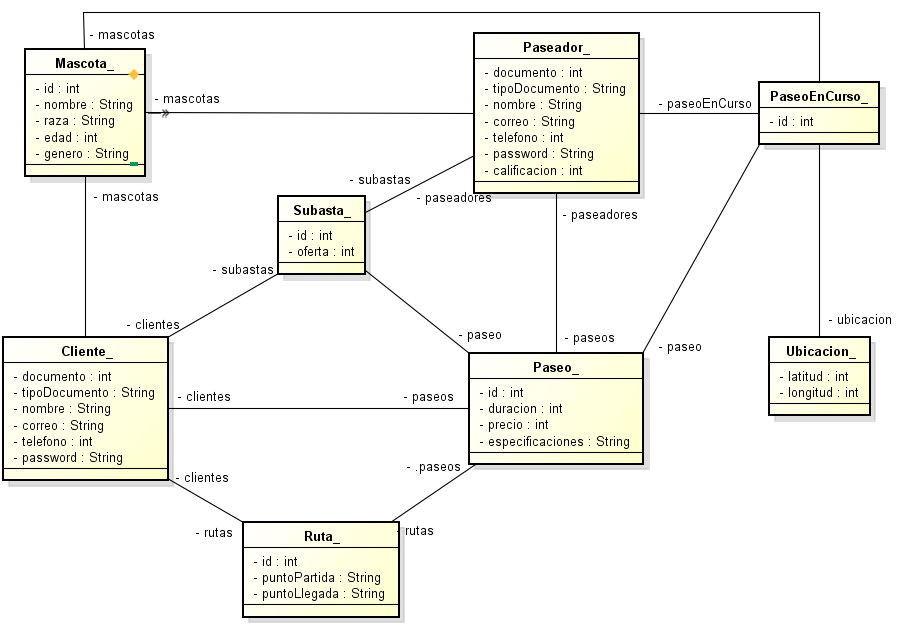 - mascotas
Mascota_
- id : int
- nombre : String
- raza : String
- edad : int
- genero : String
- mascotas
- mascotas
Paseador_
- documento : int
- tipoDocumento : String
- nombre : String
- correo : String
- telefono : int
- password : String
- calificacion : int
- paseoEnCurso
PaseoEnCurso_
- id : int
- subastas
- paseadores
- paseadores
Subasta_
- id : int
- oferta : int
- subastas
- clientes
- paseo
- paseos
- paseo
- ubicacion
Ubicacion_
- latitud : int
- longitud : int
Cliente_
- documento : int
- tipoDocumento : String
- nombre : String
- correo : String
- telefono : int
- password : String
- clientes
- paseos
Paseo_
- id : int
- duracion : int
- precio : int
- especificaciones : String
- clientes
- .paseos
- rutas
rutas
Ruta_
- id : int
- puntoPartida : String
- puntoLlegada : String